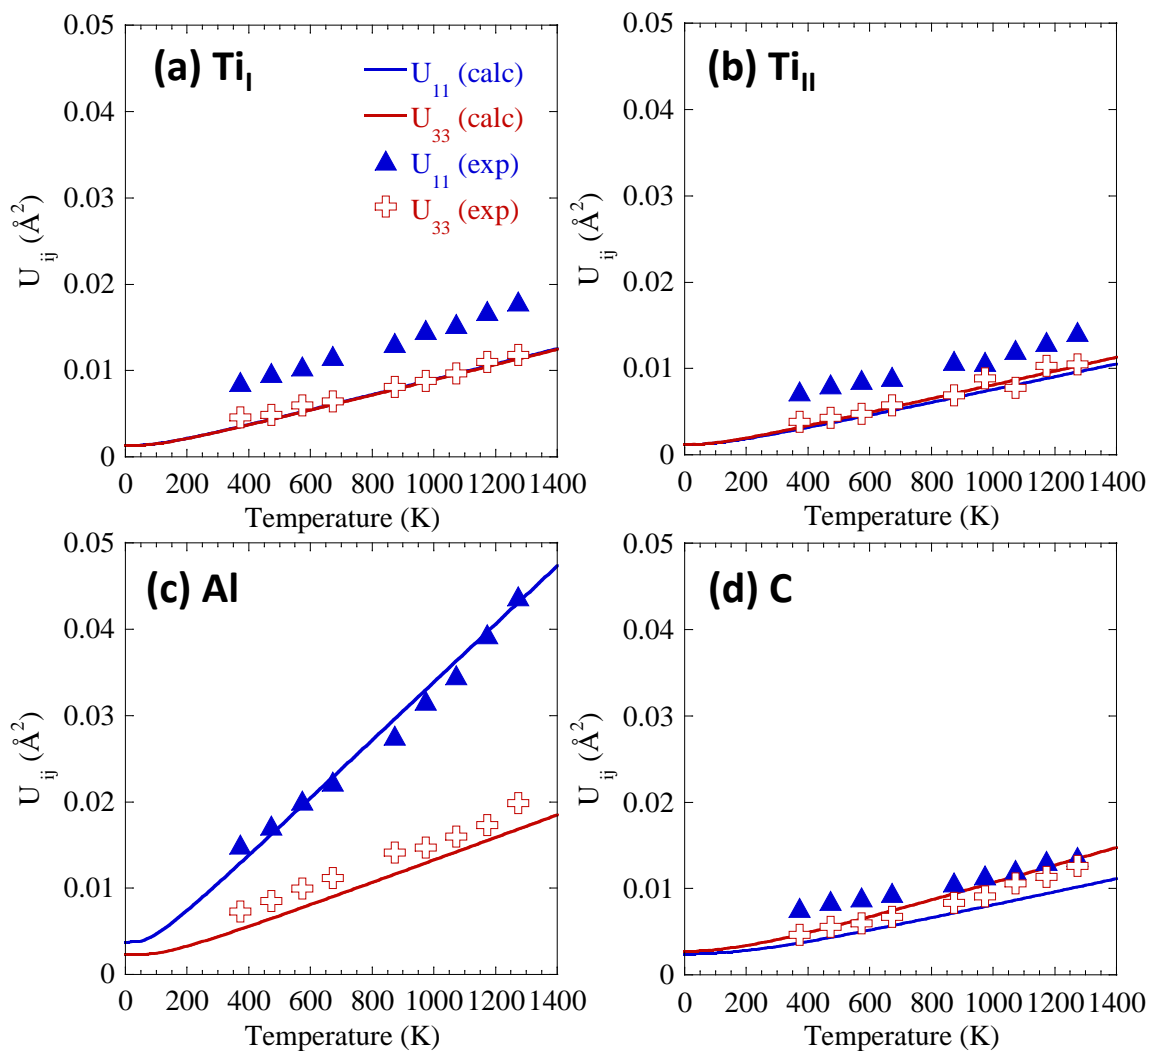 (a) Ti_I
U_11 (calc)
U_33 (calc)
U_11 (exp)
U_33 (exp)
U_ij (Å^2)
0.05
0.04
0.03
0.02
0.01
0
0 200 400 600 800 1000 1200 1400
Temperature (K)
(b) Ti_II
U_ij (Å^2)
0.05
0.04
0.03
0.02
0.01
0
0 200 400 600 800 1000 1200 1400
Temperature (K)
(c) Al
U_ij (Å^2)
0.05
0.04
0.03
0.02
0.01
0
0 200 400 600 800 1000 1200 1400
Temperature (K)
(d) C
U_ij (Å^2)
0.05
0.04
0.03
0.02
0.01
0
0 200 400 600 800 1000 1200 1400
Temperature (K)